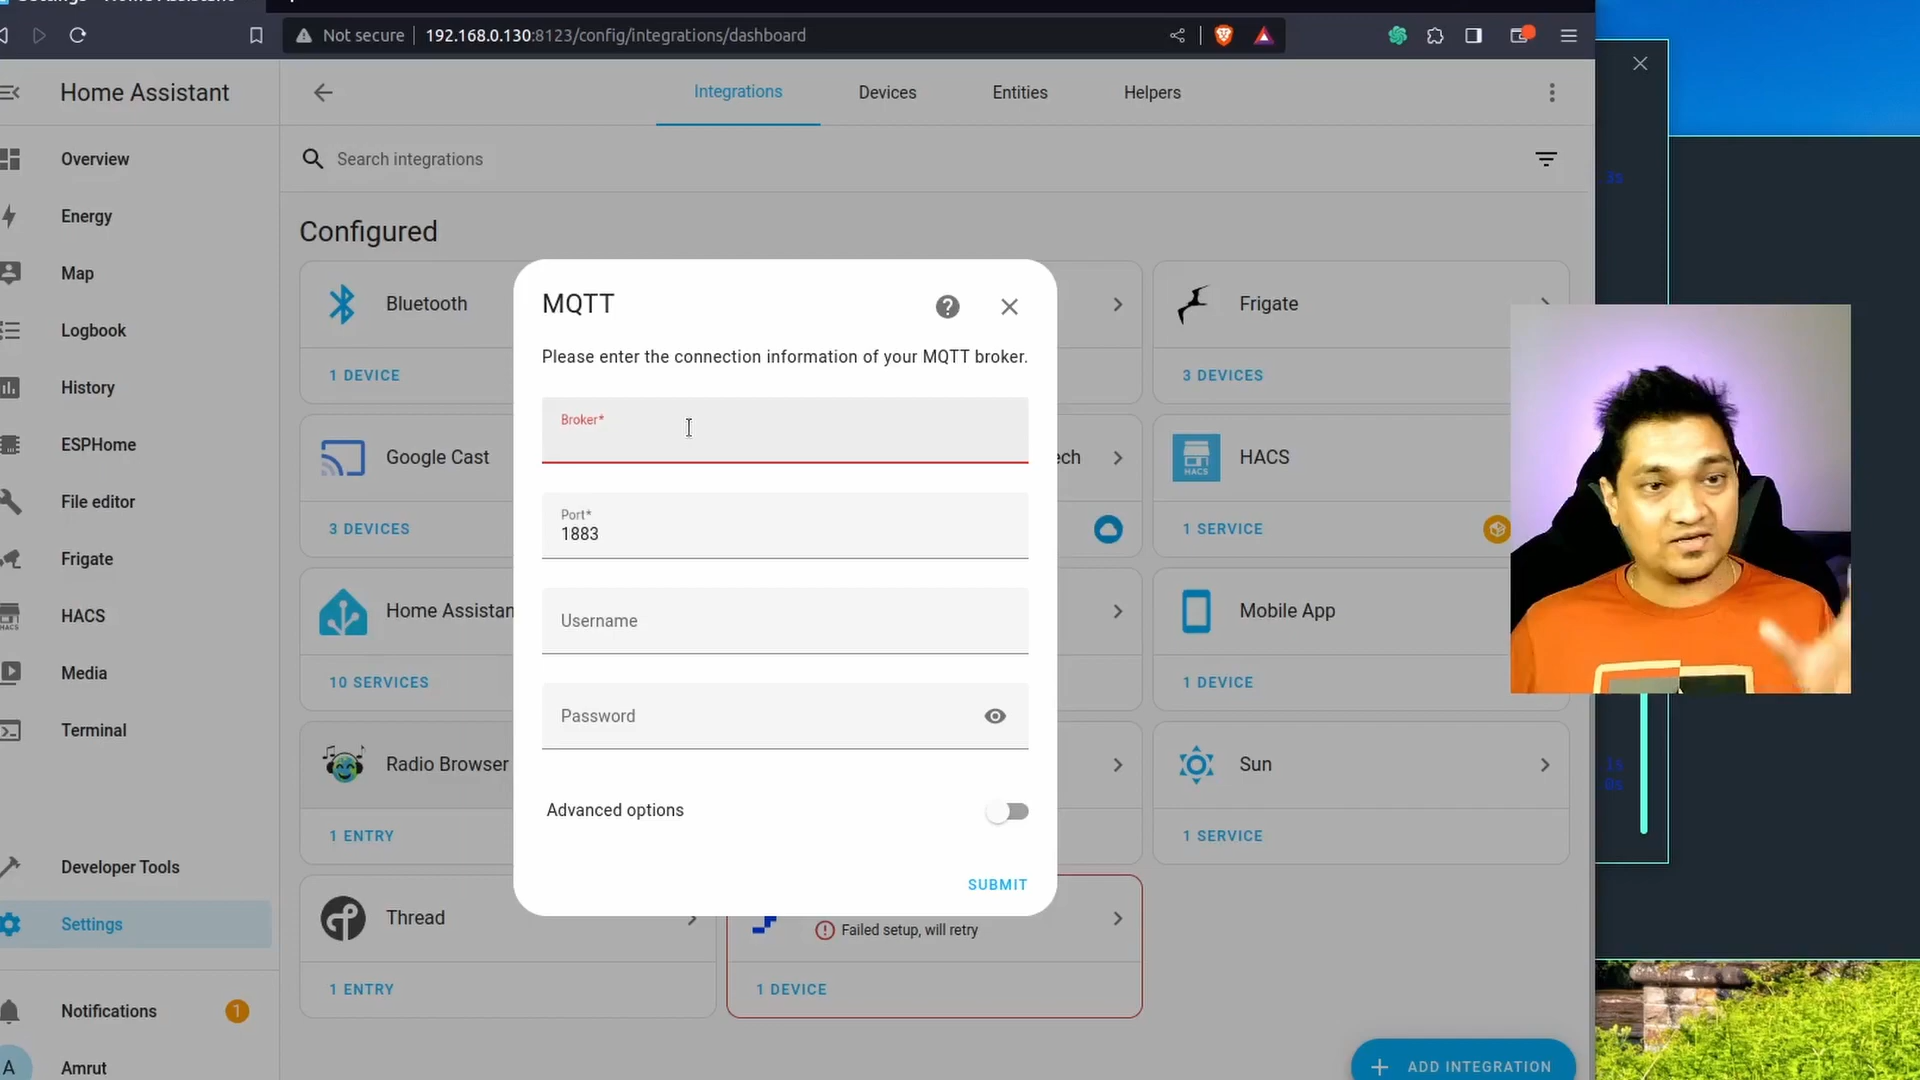 Not secure
192.168.0.130:8123/config/integrations/dashboard
Home Assistant
Integrations
Devices
Entities
Helpers
Search integrations
Overview
Energy
Map
Logbook
History
ESPHome
File editor
Frigate
HACS
Media
Terminal
Developer Tools
Settings
Notifications
1
A
Amrut
Configured
Bluetooth
1 DEVICE
Frigate
3 DEVICES
Google Cast
3 DEVICES
ech
HACS
HACS
1 SERVICE
Home Assistan
10 SERVICES
Mobile App
1 DEVICE
Radio Browser
1 ENTRY
Sun
1 SERVICE
Thread
1 ENTRY
Failed setup, will retry
1 DEVICE
ADD INTEGRATION
MQTT
Please enter the connection information of your MQTT broker.
Broker*
Port*
1883
Username
Password
Advanced options
SUBMIT
3s
1s
0s